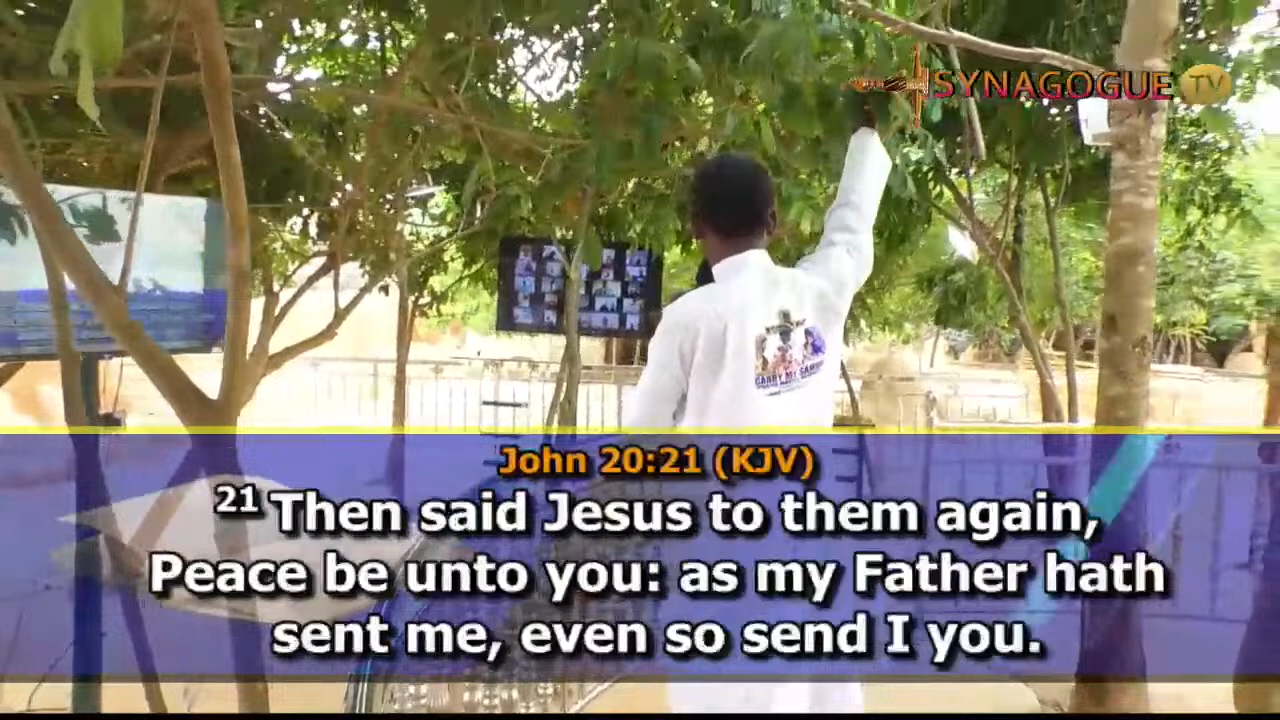 SYNAGOGUE TV
John 20:21 (KJV)
21 Then said Jesus to them again,
Peace be unto you: as my Father hath
sent me, even so send I you.